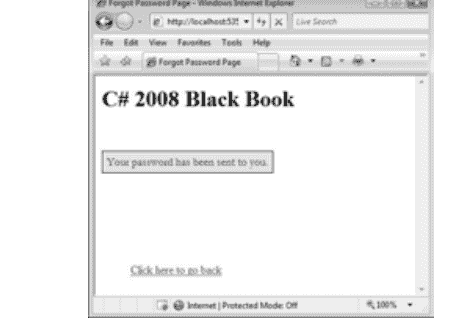 Forgot Password Page - Windows Internet Explorer
http://localhost:535
Live Search
File Edit View Favorites Tools Help
Forgot Password Page
C# 2008 Black Book
Your password has been sent to you.
Click here to go back
Internet | Protected Mode: Off
100%